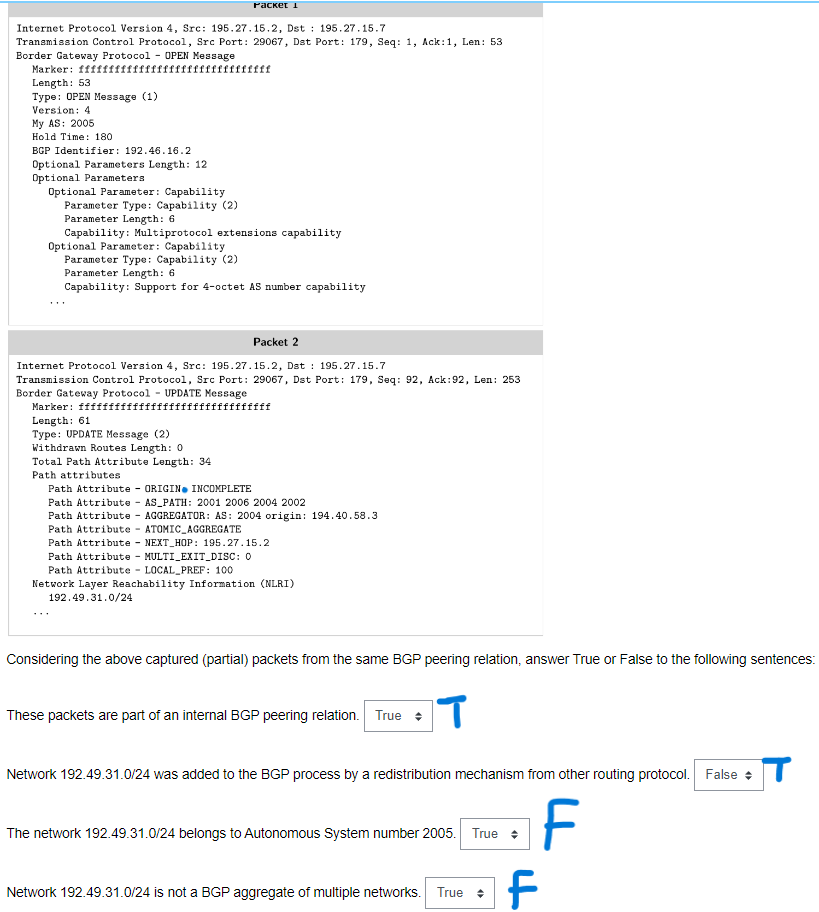 Packet 1
Internet Protocol Version 4, Src: 195.27.15.2, Dst : 195.27.15.7
Transmission Control Protocol, Src Port: 29067, Dst Port: 179, Seq: 1, Ack:1, Len: 53
Border Gateway Protocol - OPEN Message
Marker: ffffffffffffffffffffffffffffffff
Length: 53
Type: OPEN Message (1)
Version: 4
My AS: 2005
Hold Time: 180
BGP Identifier: 192.46.16.2
Optional Parameters Length: 12
Optional Parameters
Optional Parameter: Capability
Parameter Type: Capability (2)
Parameter Length: 6
Capability: Multiprotocol extensions capability
Optional Parameter: Capability
Parameter Type: Capability (2)
Parameter Length: 6
Capability: Support for 4-octet AS number capability
...
Packet 2
Internet Protocol Version 4, Src: 195.27.15.2, Dst : 195.27.15.7
Transmission Control Protocol, Src Port: 29067, Dst Port: 179, Seq: 92, Ack:92, Len: 253
Border Gateway Protocol - UPDATE Message
Marker: ffffffffffffffffffffffffffffffff
Length: 61
Type: UPDATE Message (2)
Withdrawn Routes Length: 0
Total Path Attribute Length: 34
Path attributes
Path Attribute - ORIGIN: INCOMPLETE
Path Attribute - AS_PATH: 2001 2006 2004 2002
Path Attribute - AGGREGATOR: AS: 2004 origin: 194.40.58.3
Path Attribute - ATOMIC_AGGREGATE
Path Attribute - NEXT_HOP: 195.27.15.2
Path Attribute - MULTI_EXIT_DISC: 0
Path Attribute - LOCAL_PREF: 100
Network Layer Reachability Information (NLRI)
192.49.31.0/24
...
Considering the above captured (partial) packets from the same BGP peering relation, answer True or False to the following sentences:
These packets are part of an internal BGP peering relation. True T
Network 192.49.31.0/24 was added to the BGP process by a redistribution mechanism from other routing protocol. False T
The network 192.49.31.0/24 belongs to Autonomous System number 2005. True F
Network 192.49.31.0/24 is not a BGP aggregate of multiple networks. True F